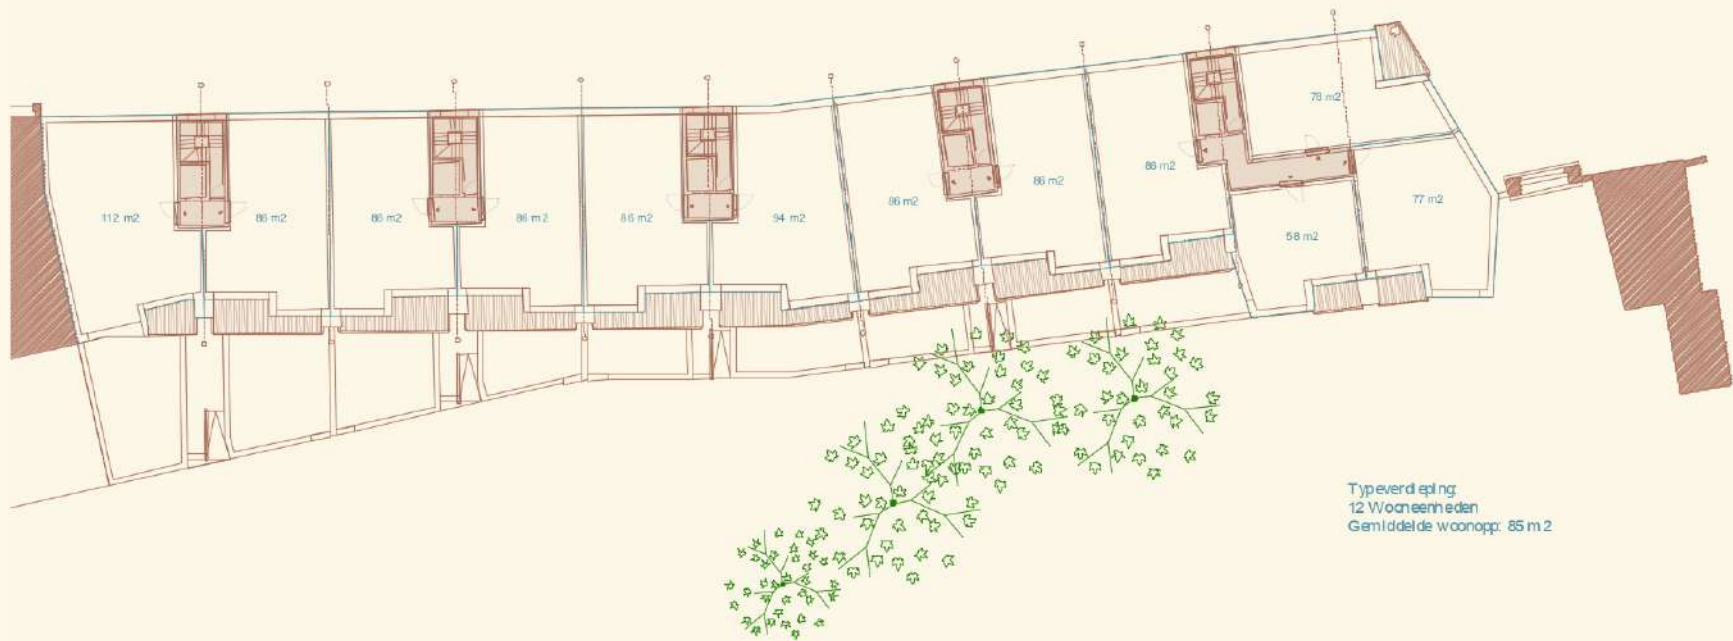 112 m2
86 m2
86 m2
86 m2
86 m2
94 m2
86 m2
86 m2
86 m2
78 m2
58 m2
77 m2
Typeverdieping:
12 Wooneenheden
Gemiddelde woonopp: 85 m2